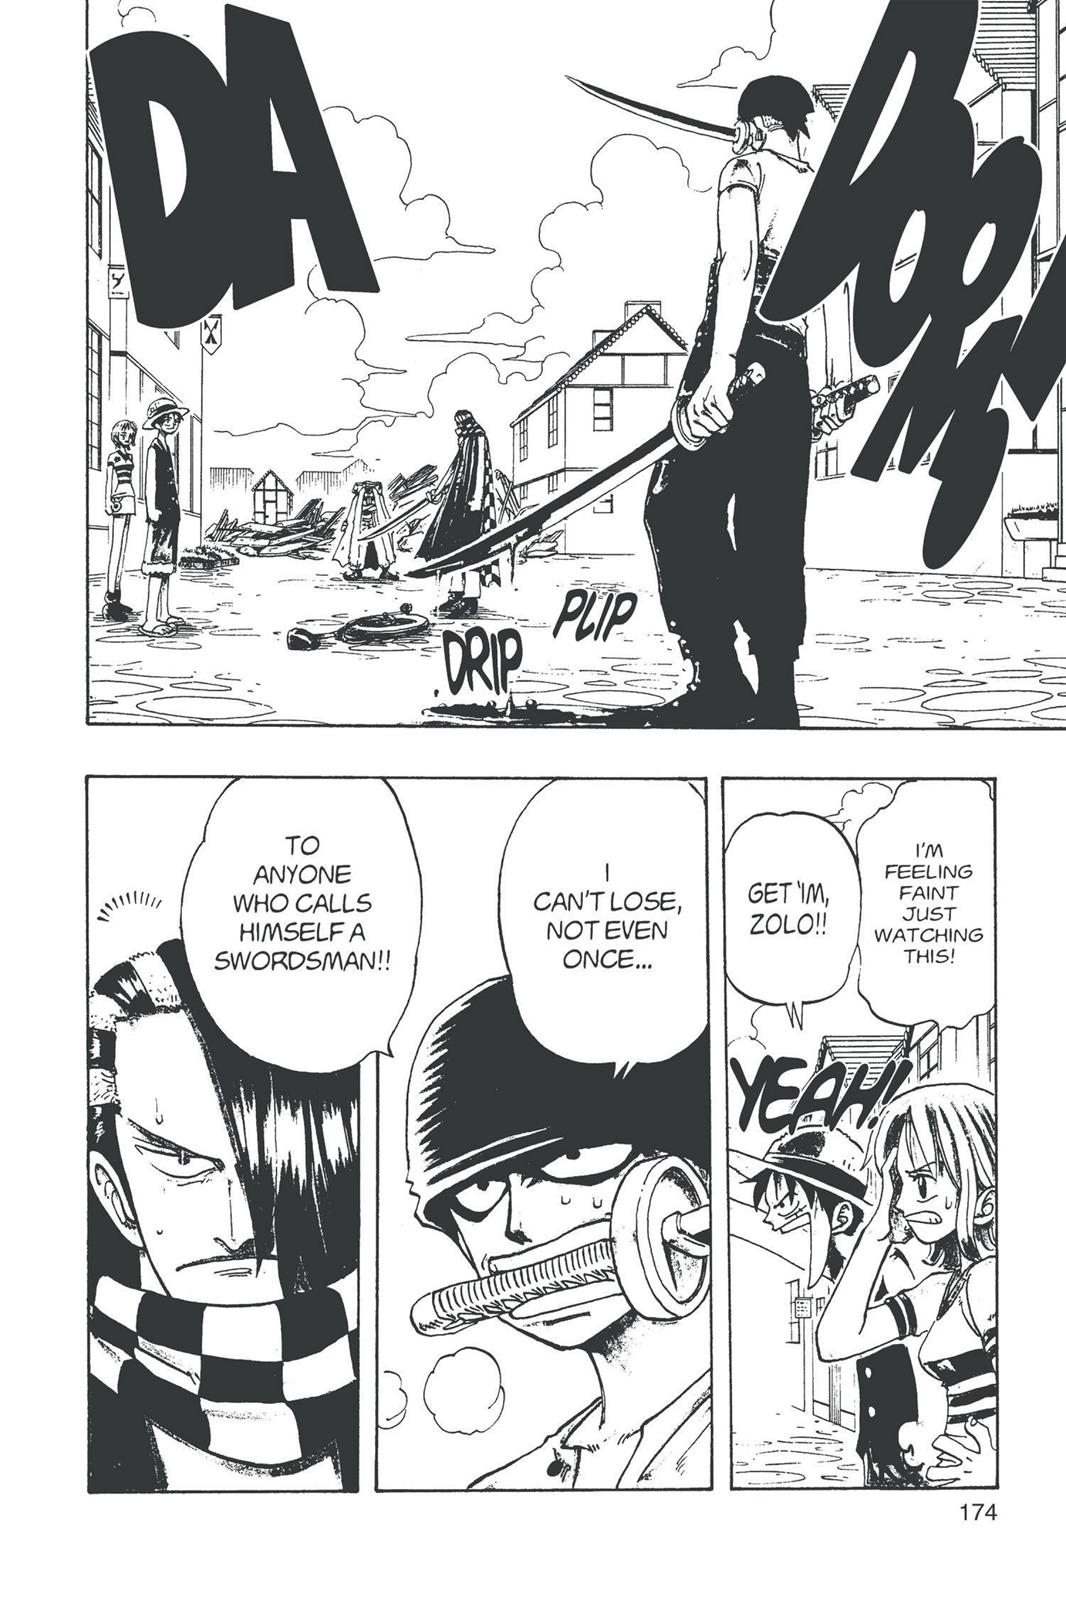 DA
DOOM!
PLIP
DRIP
I'M
FEELING
FAINT
JUST
WATCHING
THIS!
GET 'IM,
ZOLO!!
YEAH!
I
CAN'T LOSE,
NOT EVEN
ONCE...
TO
ANYONE
WHO CALLS
HIMSELF A
SWORDSMAN!!
174